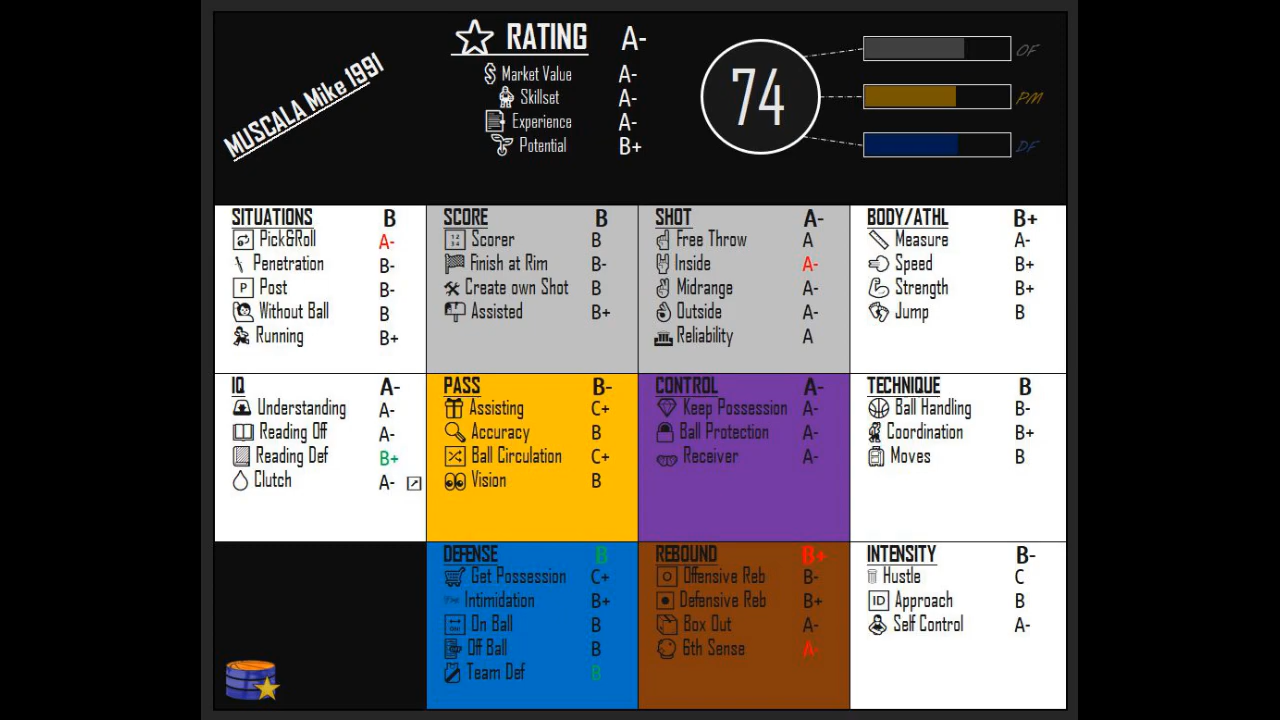 MUSCALA Mike 1991
RATING A-
Market Value A-
Skillset A-
Experience A-
Potential B+
74
OF
PM
DF
SITUATIONS B
Pick&Roll A-
Penetration B-
P Post B-
Without Ball B
Running B+
SCORE B
Scorer B
Finish at Rim B-
Create own Shot B
Assisted B+
SHOT A-
Free Throw A
Inside A-
Midrange A-
Outside A-
Reliability A
BODY/ATHL B+
Measure A-
Speed B+
Strength B+
Jump B
IQ A-
Understanding A-
Reading Off A-
Reading Def B+
Clutch A-
PASS B-
Assisting C+
Accuracy B
Ball Circulation C+
Vision B
CONTROL A-
Keep Possession A-
Ball Protection A-
Receiver A-
TECHNIQUE B
Ball Handling B-
Coordination B+
Moves B
DEFENSE B
Get Possession C+
Intimidation B+
On Ball B
Off Ball B
Team Def B
REBOUND B+
Offensive Reb B-
Defensive Reb B+
Box Out A-
6th Sense A-
INTENSITY B-
Hustle C
ID Approach B
Self Control A-